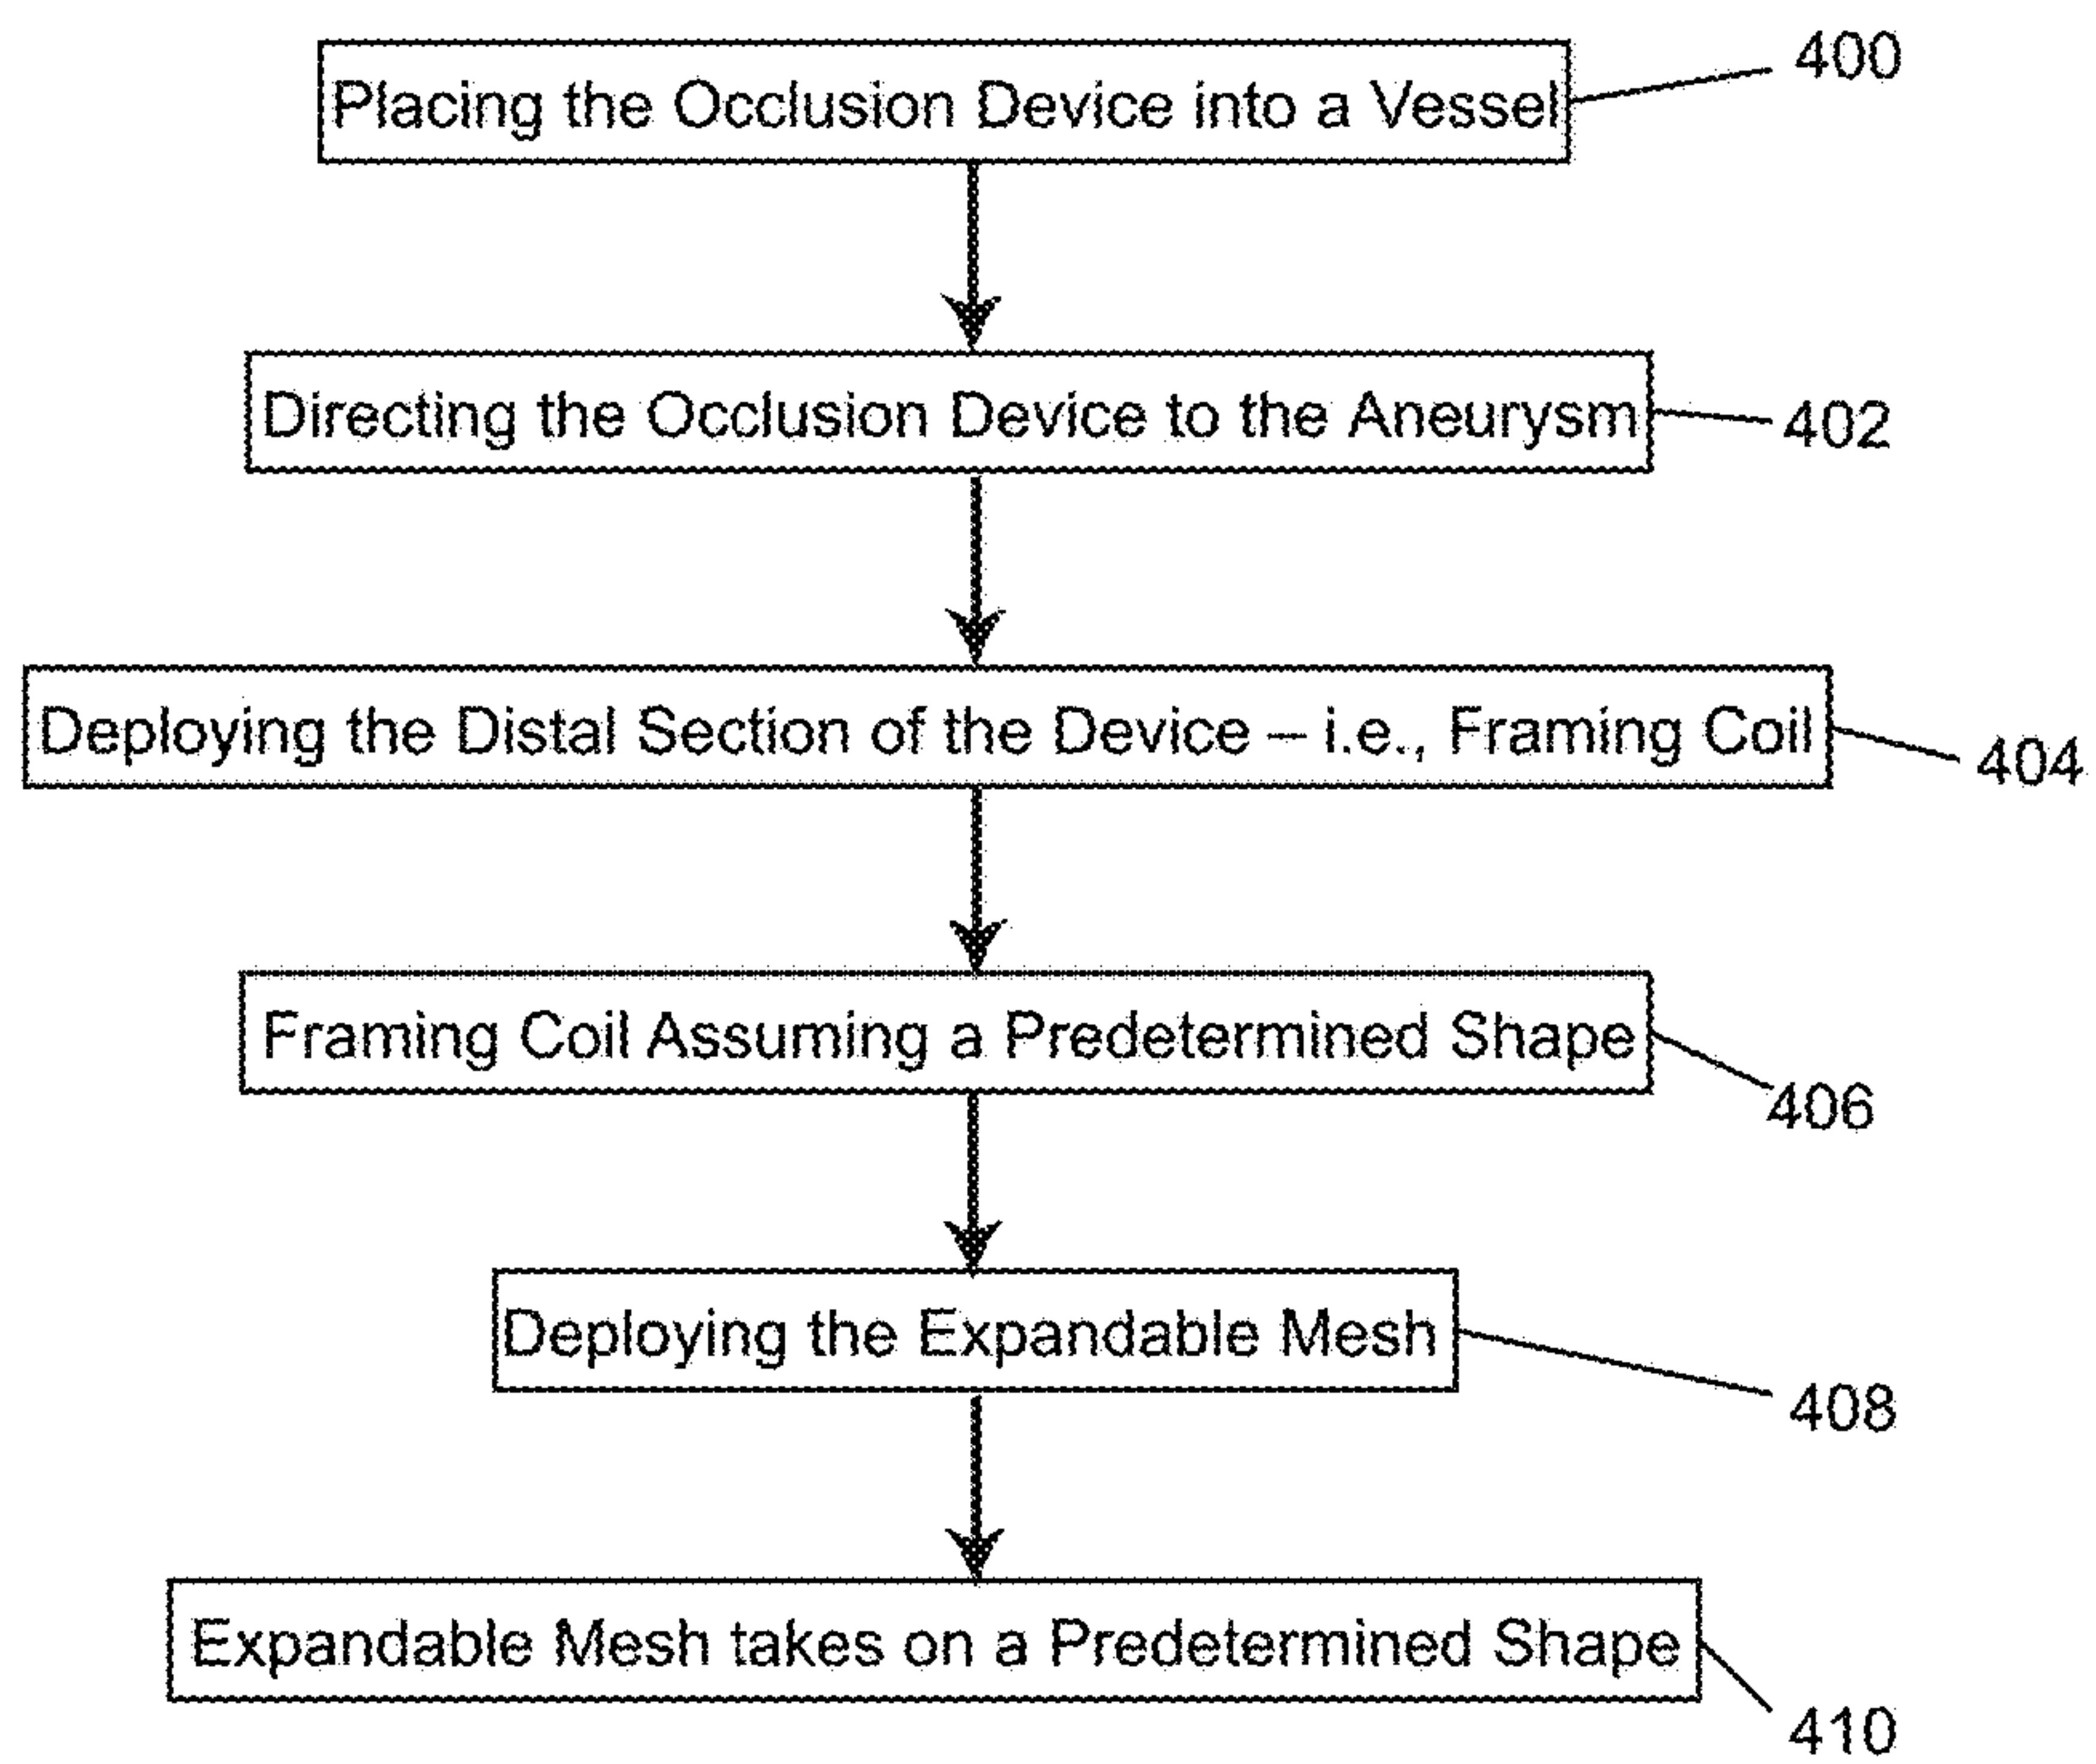 Placing the Occlusion Device into a Vessel
400
Directing the Occlusion Device to the Aneurysm
402
Deploying the Distal Section of the Device – i.e., Framing Coil
404
Framing Coil Assuming a Predetermined Shape
406
Deploying the Expandable Mesh
408
Expandable Mesh takes on a Predetermined Shape
410